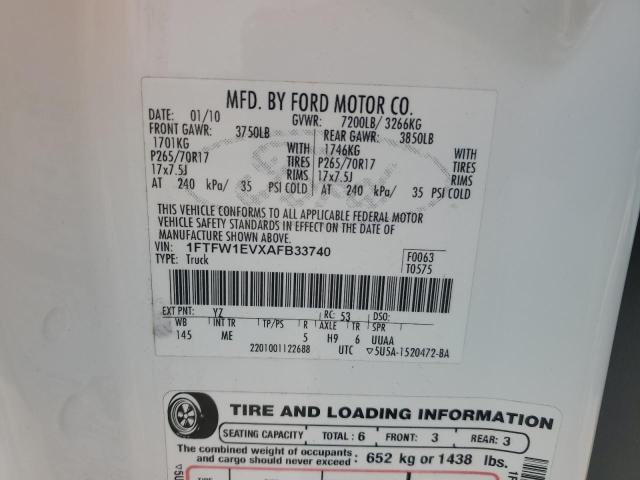 MFD. BY FORD MOTOR CO.
DATE: 01/10 GVWR: 7200LB/ 3266KG
FRONT GAWR: 3750LB REAR GAWR: 3850LB
1701KG WITH 1746KG WITH
P265/70R17 TIRES P265/70R17 TIRES
17x7.5J RIMS 17x7.5J RIMS
AT 240 kPa/ 35 PSI COLD AT 240 kPa/ 35 PSI COLD
THIS VEHICLE CONFORMS TO ALL APPLICABLE FEDERAL MOTOR
VEHICLE SAFETY STANDARDS IN EFFECT ON THE DATE OF
MANUFACTURE SHOWN ABOVE.
VIN: 1FTFW1EVXAFB33740 F0063
TYPE: Truck T0575
EXT PNT: YZ RC: 53
WB INT TR TP/PS R AXLE TR SPR
145 ME 5 H9 6 UUAA
2201001122688 UTC ▽5U5A-1520472-BA
TIRE AND LOADING INFORMATION
SEATING CAPACITY TOTAL: 6 FRONT: 3 REAR: 3
The combined weight of occupants
and cargo should never exceed: 652 kg or 1438 lbs.